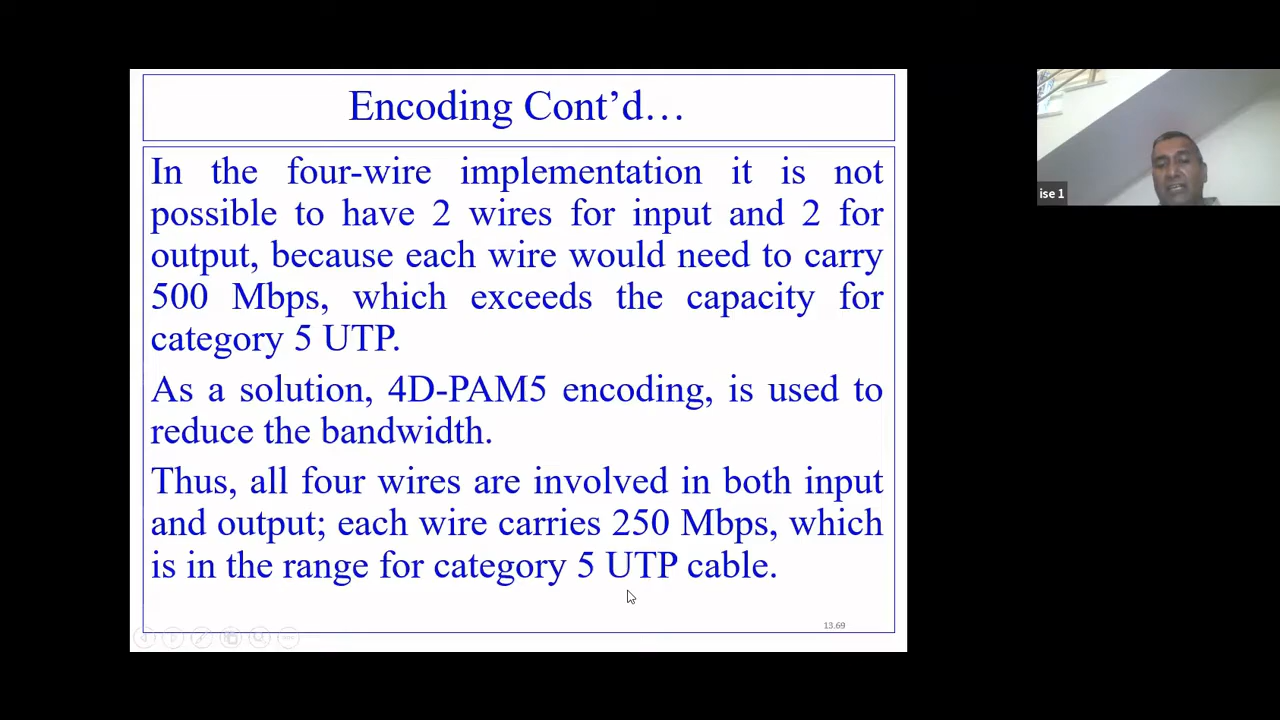 Encoding Cont'd…
In the four-wire implementation it is not
possible to have 2 wires for input and 2 for
output, because each wire would need to carry
500 Mbps, which exceeds the capacity for
category 5 UTP.
As a solution, 4D-PAM5 encoding, is used to
reduce the bandwidth.
Thus, all four wires are involved in both input
and output; each wire carries 250 Mbps, which
is in the range for category 5 UTP cable.
13.69
ise 1